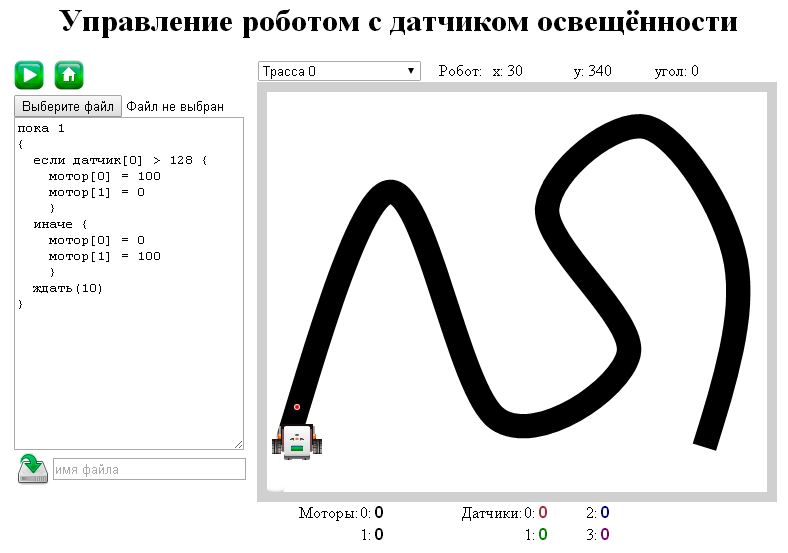 Управление роботом с датчиком освещённости
Трасса 0
Робот: x: 30 y: 340 угол: 0
Выберите файл Файл не выбран
пока 1
{
если датчик[0] > 128 {
мотор[0] = 100
мотор[1] = 0
}
иначе {
мотор[0] = 0
мотор[1] = 100
}
ждать(10)
}
имя файла
Моторы: 0: 0 Датчики: 0: 0 2: 0
1: 0 1: 0 3: 0